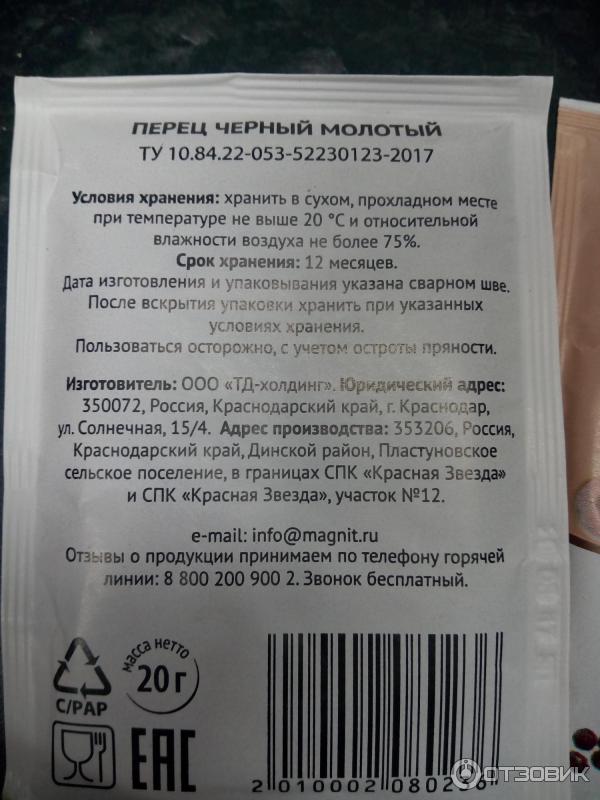 ПЕРЕЦ ЧЕРНЫЙ МОЛОТЫЙ
ТУ 10.84.22-053-52230123-2017
Условия хранения: хранить в сухом, прохладном месте
при температуре не выше 20 °C и относительной
влажности воздуха не более 75%.
Срок хранения: 12 месяцев.
Дата изготовления и упаковывания указана сварном шве.
После вскрытия упаковки хранить при указанных
условиях хранения.
Пользоваться осторожно, с учетом остроты пряности.
Изготовитель: ООО «ТД-холдинг». Юридический адрес:
350072, Россия, Краснодарский край, г. Краснодар,
ул. Солнечная, 15/4. Адрес производства: 353206, Россия,
Краснодарский край, Динской район, Пластуновское
сельское поселение, в границах СПК «Красная Звезда»
и СПК «Красная Звезда», участок №12.
e-mail: info@magnit.ru
Отзывы о продукции принимаем по телефону горячей
линии: 8 800 200 900 2. Звонок бесплатный.
масса нетто
20 г
C/PAP
EAC
2 010002 080256
ОТЗОВИК